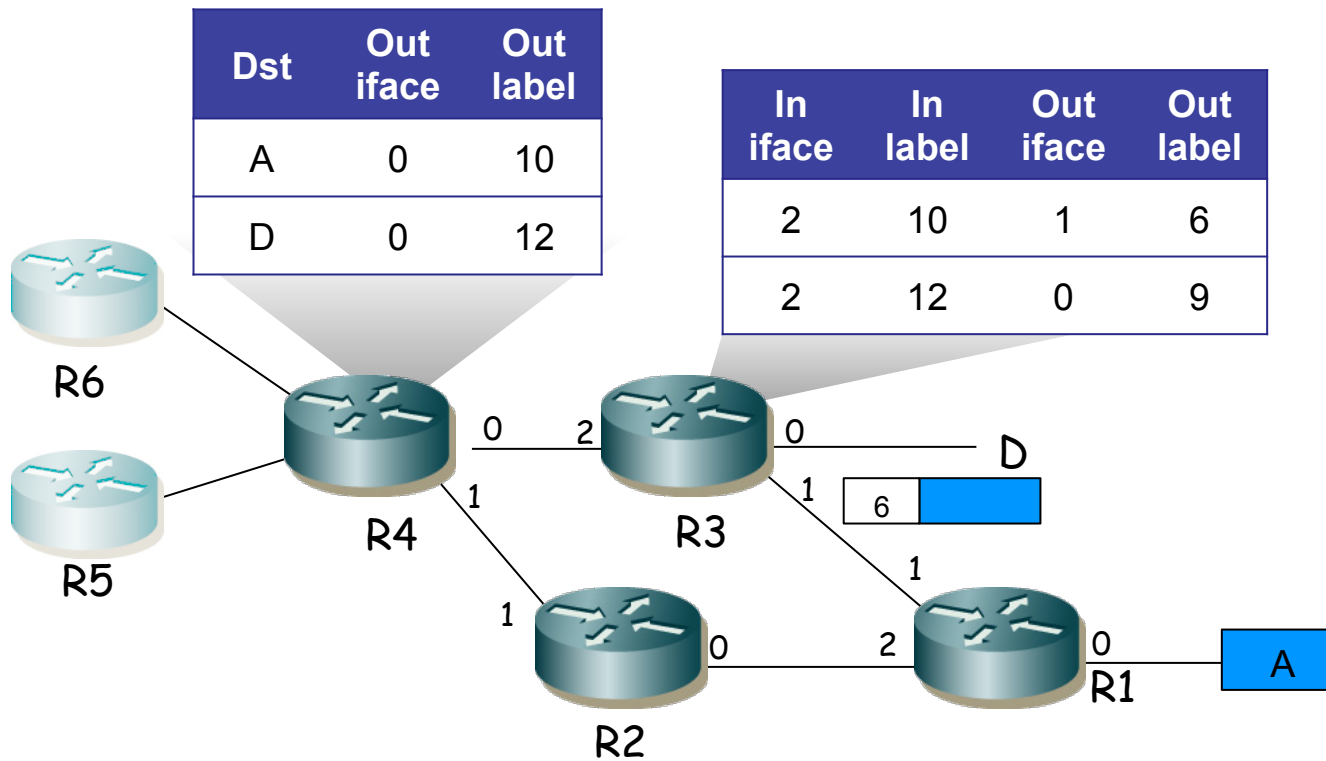 Dst Out iface Out label
A 0 10
D 0 12
In iface In label Out iface Out label
2 10 1 6
2 12 0 9
R6
R5
R4
0
1
2
R3
0
D
1
6
1
1
R2
0
2
R1
0
A